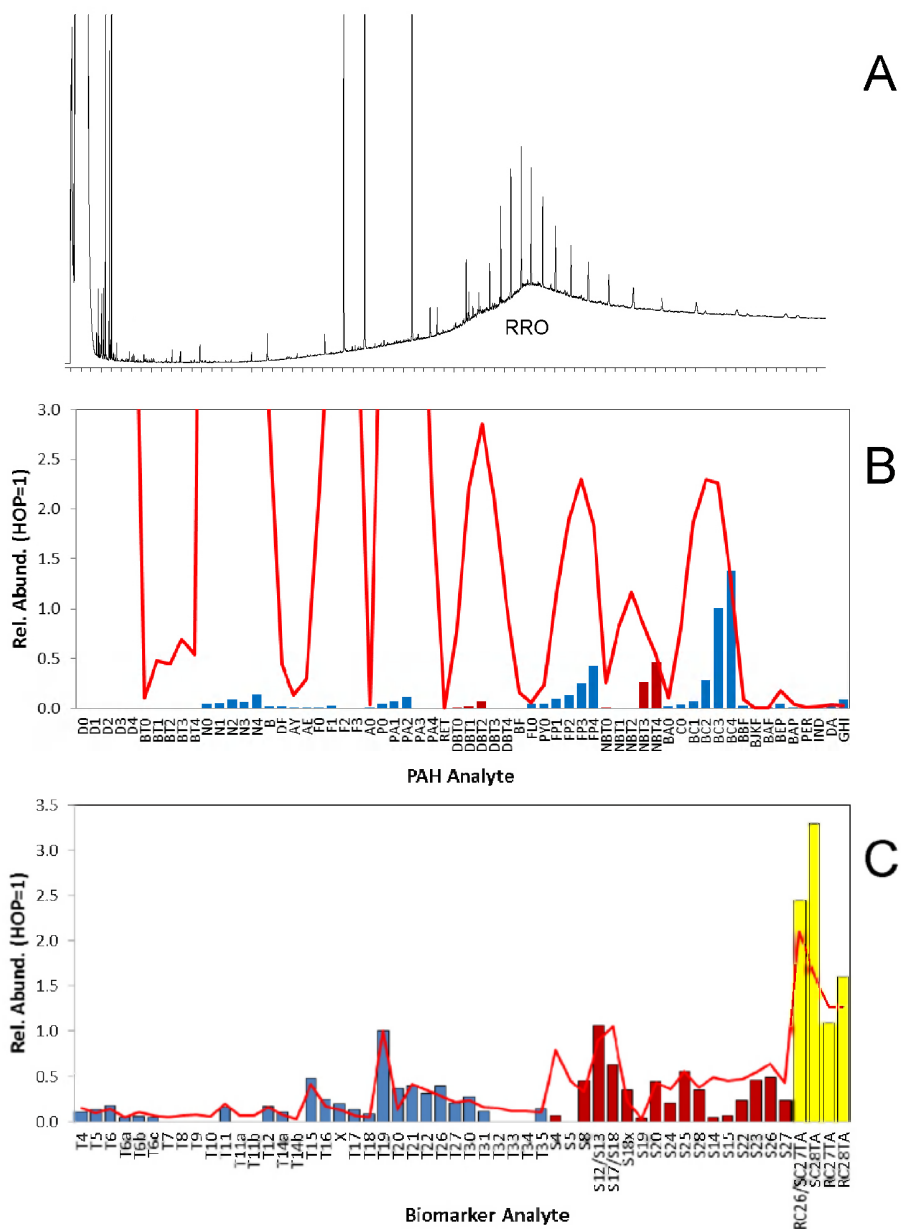 A
RRO
B
Rel. Abund. (HOP=1)
3.0
2.5
2.0
1.5
1.0
0.5
0.0
D0 D1 D2 D3 D4 BT0 BT1 BT2 BT3 BT4 N0 N1 N2 N3 N4 B DF AY AE F0 F1 F2 F3 A0 P0 PA1 PA2 PA3 PA4 RET DBT0 DBT1 DBT2 DBT3 DBT4 BF FL0 PY0 FP1 FP2 FP3 FP4 NBT0 NBT1 NBT2 NBT3 NBT4 BA0 C0 BC1 BC2 BC3 BC4 BBF BJKF BAF BEP BAP PER IND DA GHI
PAH Analyte
C
Rel. Abund. (HOP=1)
3.5
3.0
2.5
2.0
1.5
1.0
0.5
0.0
T4 T5 T6 T6a T6b T6c T7 T8 T9 T10 T11 T11a T11b T12 T14a T14b T15 T16 X T17 T18 T19 T20 T21 T22 T26 T27 T30 T31 T32 T33 T34 T35 S4 S5 S8 S12/S13 S17/S18 S18x S19 S20 S24 S25 S28 S14 S15 S22 S23 S26 S27 RC26/SC27TA SC28TA RC27TA RC28TA
Biomarker Analyte